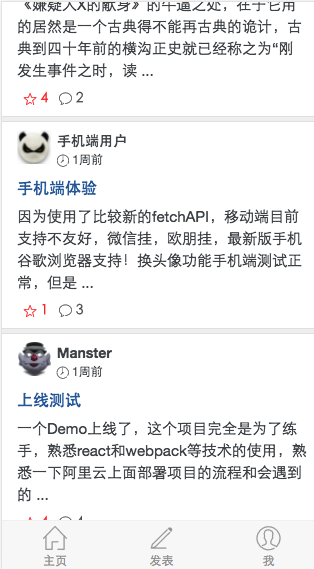 《嫌疑人X的献身》的牛逼之处，在于它用
的居然是一个古典得不能再古典的诡计，古
典到四十年前的横沟正史就已经称之为“刚
发生事件之时，读 ...
4 2
手机端用户
1周前
手机端体验
因为使用了比较新的fetchAPI，移动端目前
支持不友好，微信挂，欧朋挂，最新版手机
谷歌浏览器支持！换头像功能手机端测试正
常，但是 ...
1 3
Manster
1周前
上线测试
一个Demo上线了，这个项目完全是为了练
手，熟悉react和webpack等技术的使用，熟
悉一下阿里云上面部署项目的流程和会遇到
的 ...
4 4
主页 发表 我